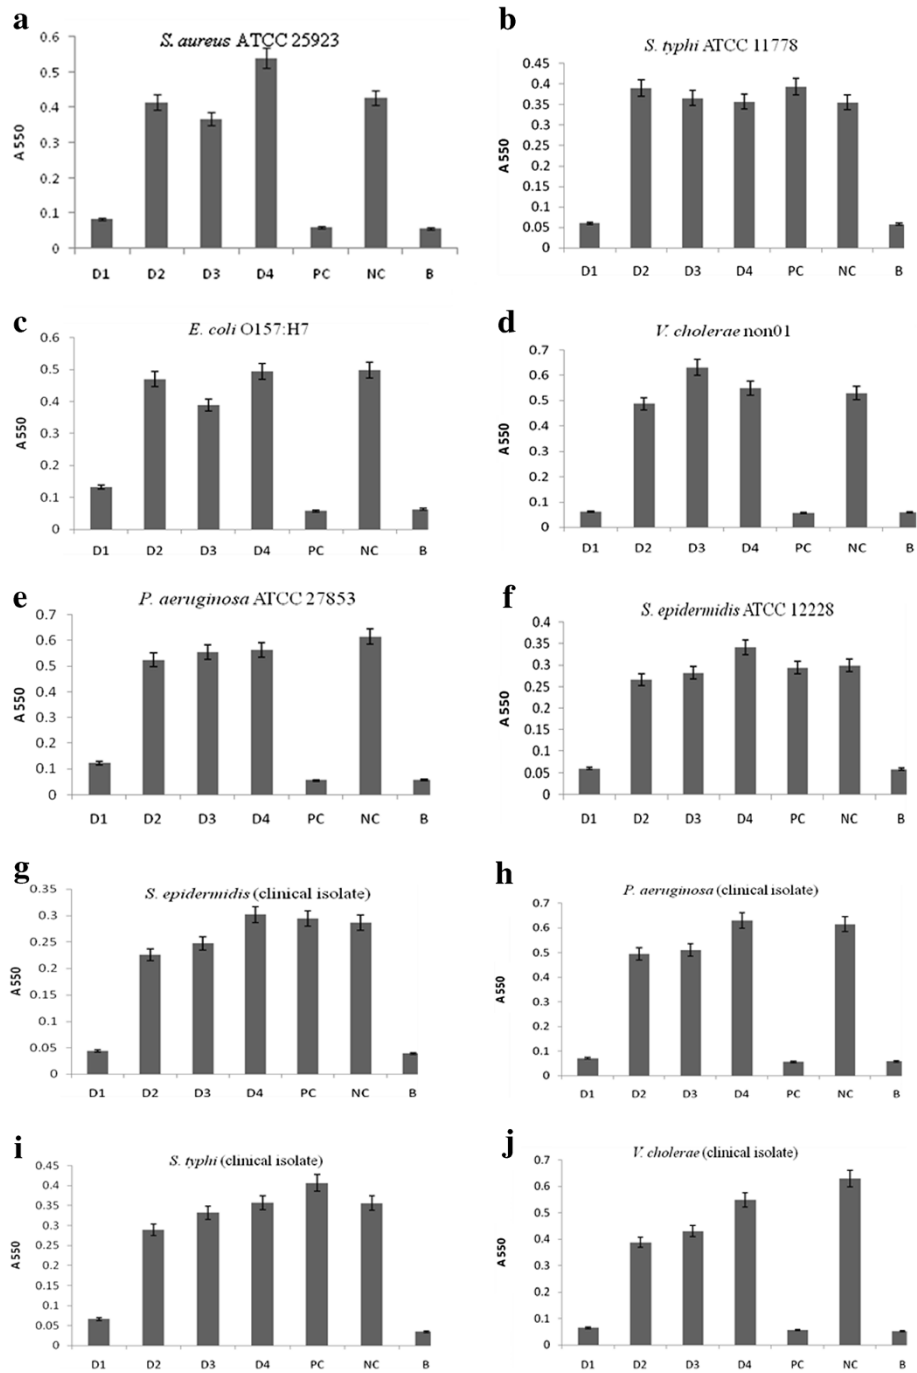 a
S. aureus ATCC 25923
0.6
0.5
0.4
0.3
0.2
0.1
0
A 550
D1 D2 D3 D4 PC NC B
b
S. typhi ATCC 11778
0.45
0.4
0.35
0.3
0.25
0.2
0.15
0.1
0.05
0
A 550
D1 D2 D3 D4 PC NC B
c
E. coli O157:H7
0.6
0.5
0.4
0.3
0.2
0.1
0
A 550
D1 D2 D3 D4 PC NC B
d
V. cholerae non01
0.7
0.6
0.5
0.4
0.3
0.2
0.1
0
A 550
D1 D2 D3 D4 PC NC B
e
P. aeruginosa ATCC 27853
0.7
0.6
0.5
0.4
0.3
0.2
0.1
0
A 550
D1 D2 D3 D4 PC NC B
f
S. epidermidis ATCC 12228
0.4
0.35
0.3
0.25
0.2
0.15
0.1
0.05
0
A 550
D1 D2 D3 D4 PC NC B
g
S. epidermidis (clinical isolate)
0.35
0.3
0.25
0.2
0.15
0.1
0.05
0
A 550
D1 D2 D3 D4 PC NC B
h
P. aeruginosa (clinical isolate)
0.7
0.6
0.5
0.4
0.3
0.2
0.1
0
A 550
D1 D2 D3 D4 PC NC B
i
S. typhi (clinical isolate)
0.45
0.4
0.35
0.3
0.25
0.2
0.15
0.1
0.05
0
A 550
D1 D2 D3 D4 PC NC B
j
V. cholerae (clinical isolate)
0.7
0.6
0.5
0.4
0.3
0.2
0.1
0
A 550
D1 D2 D3 D4 PC NC B